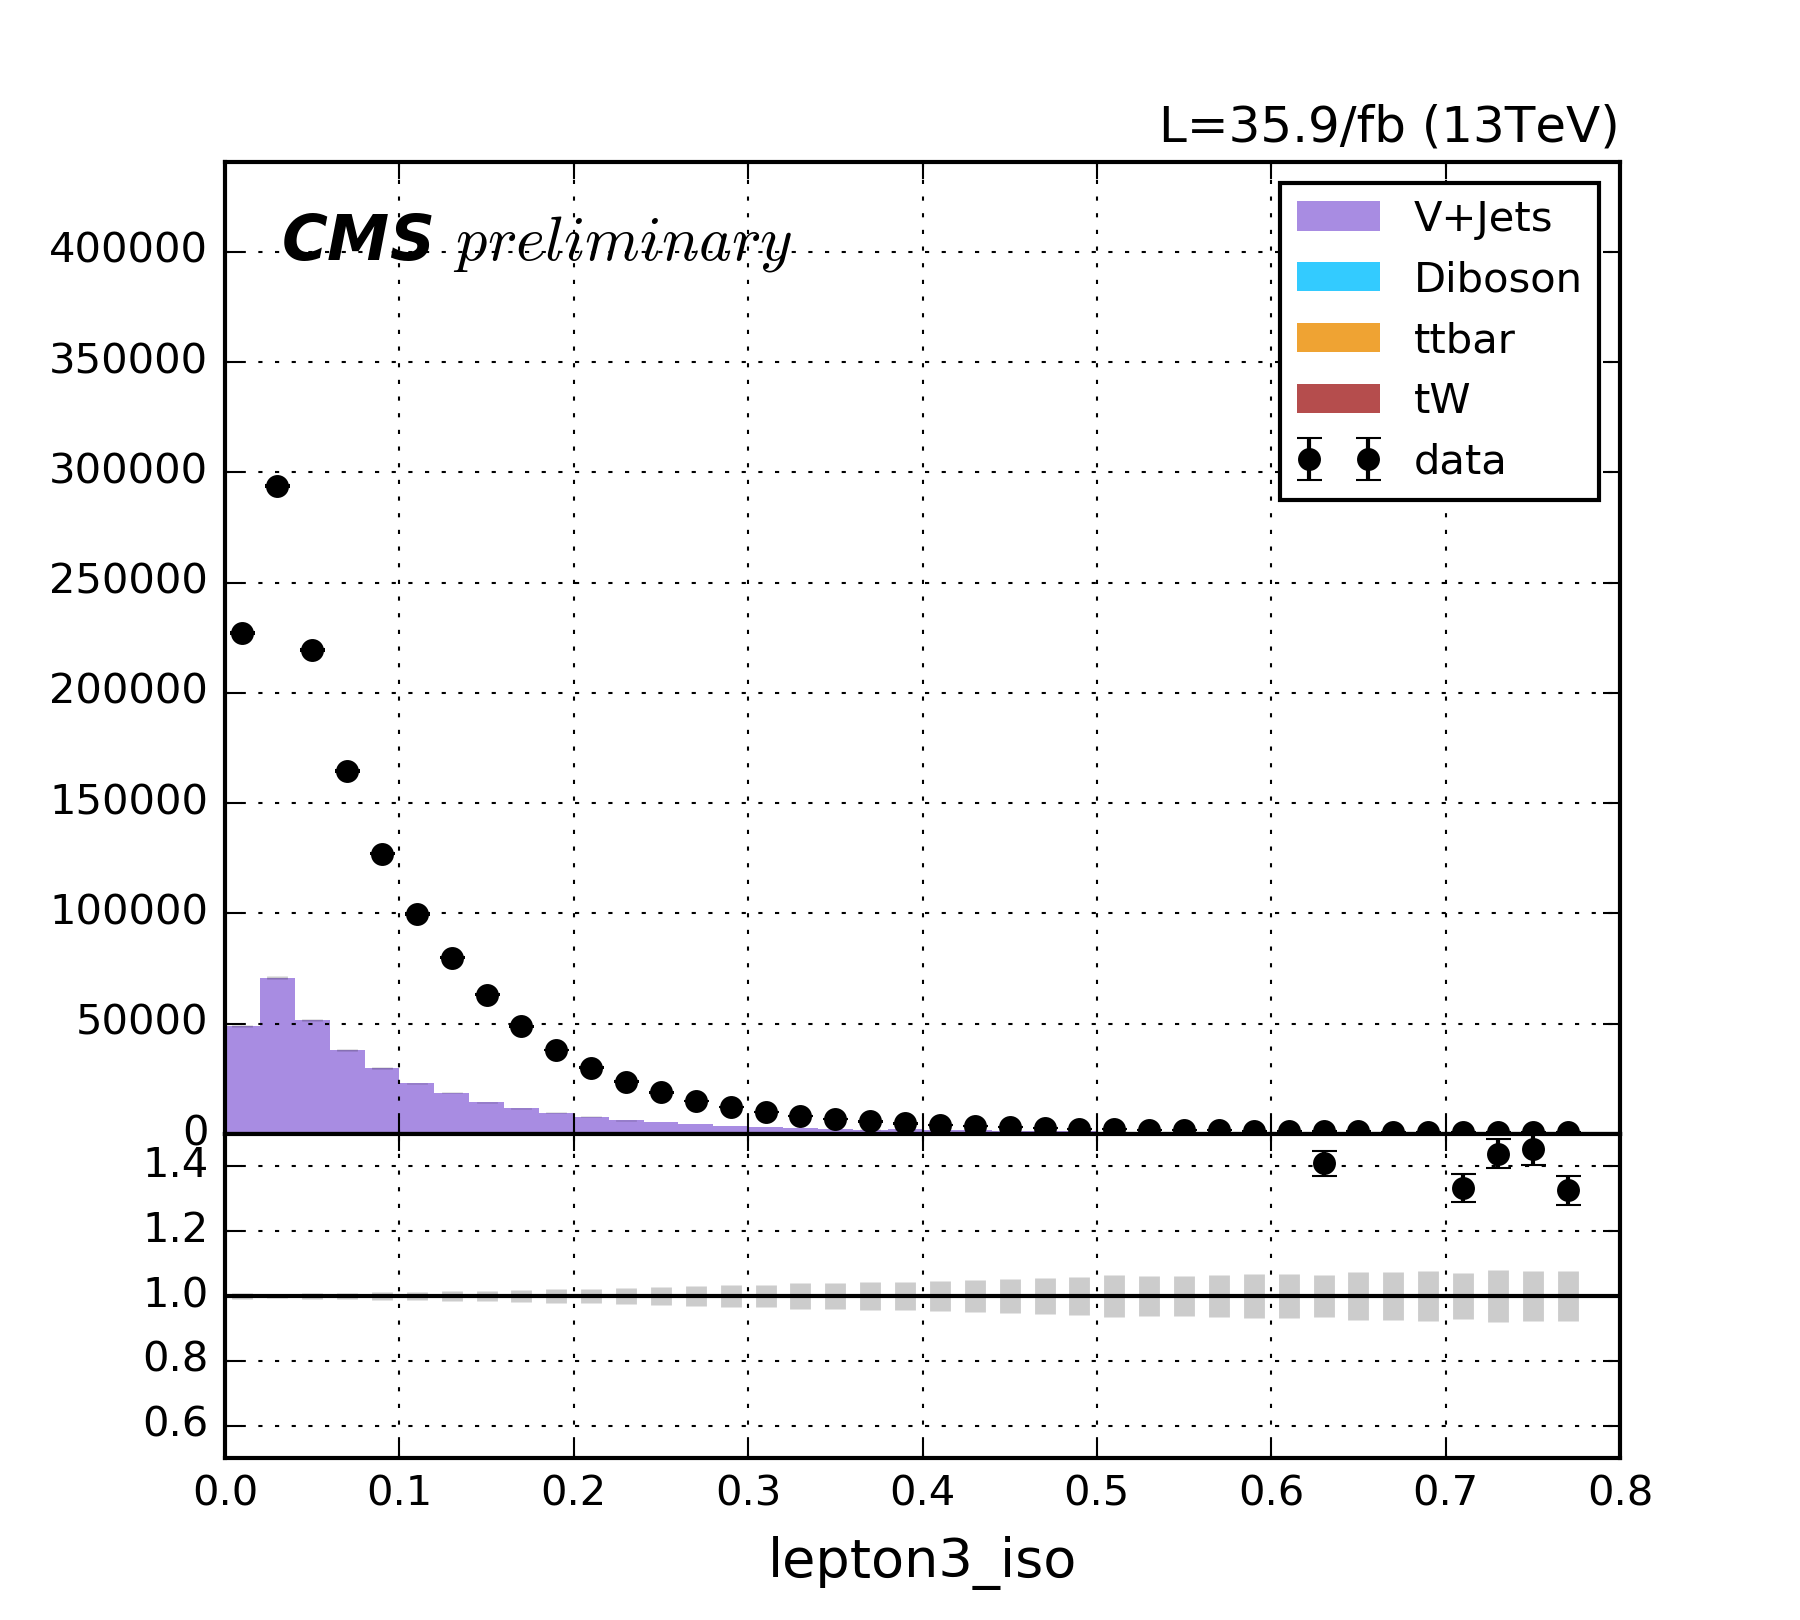 L=35.9/fb (13TeV)
CMS preliminary
V+Jets
Diboson
ttbar
tW
data
400000
350000
300000
250000
200000
150000
100000
50000
0
1.4
1.2
1.0
0.8
0.6
0.0 0.1 0.2 0.3 0.4 0.5 0.6 0.7 0.8
lepton3_iso